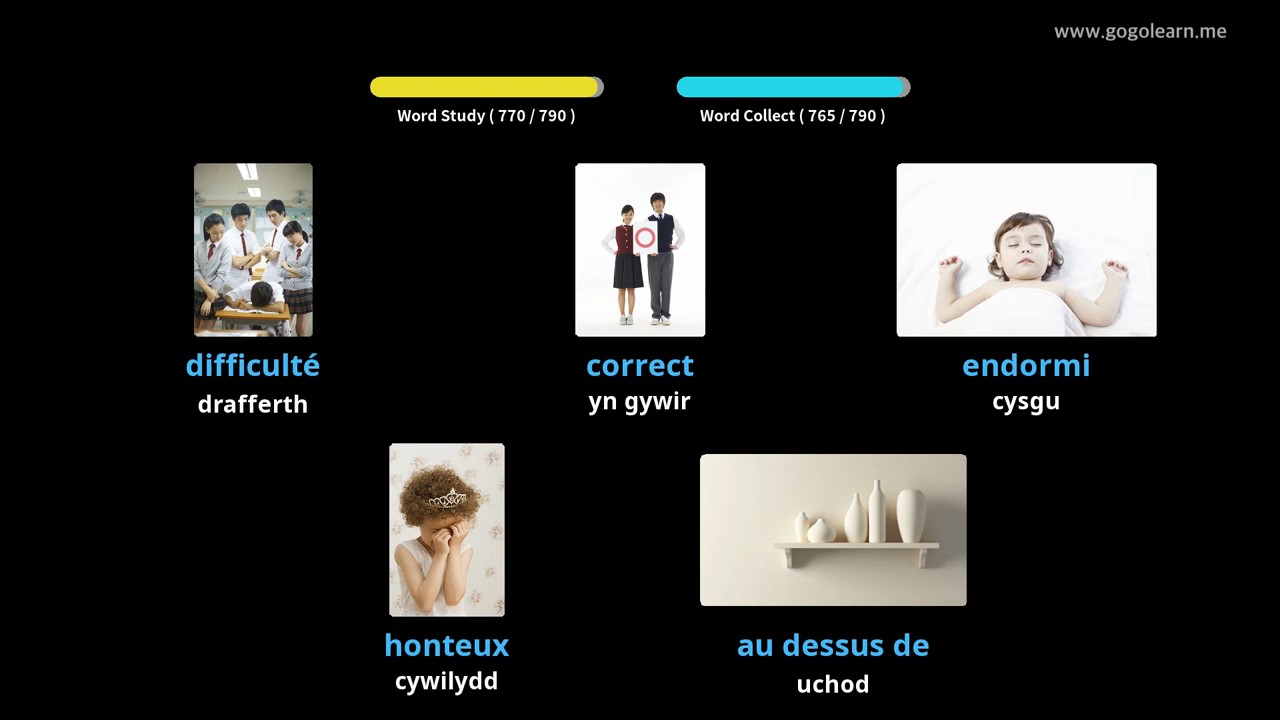 www.gogolearn.me
Word Study ( 770 / 790 )
Word Collect ( 765 / 790 )
difficulté
drafferth
correct
yn gywir
endormi
cysgu
honteux
cywilydd
au dessus de
uchod